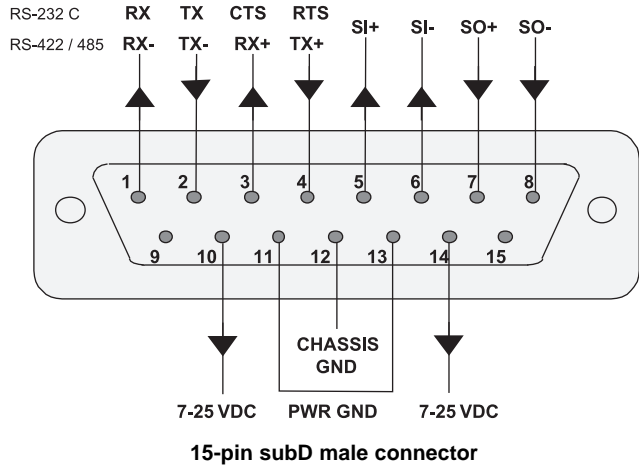 RS-232 C RX TX CTS RTS
RS-422 / 485 RX- TX- RX+ TX+ SI+ SI- SO+ SO-
1 2 3 4 5 6 7 8
9 10 11 12 13 14 15
CHASSIS
GND
7-25 VDC PWR GND 7-25 VDC
15-pin subD male connector